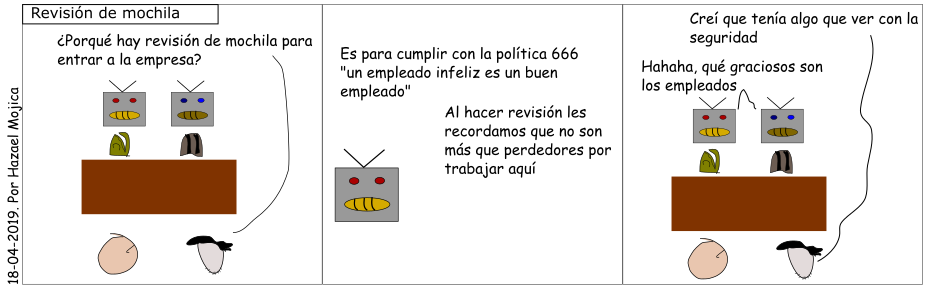 Revisión de mochila
¿Porqué hay revisión de mochila para
entrar a la empresa?
Es para cumplir con la política 666
"un empleado infeliz es un buen
empleado"
Al hacer revisión les
recordamos que no son
más que perdedores por
trabajar aquí
Creí que tenía algo que ver con la
seguridad
Hahaha, qué graciosos son
los empleados
18-04-2019. Por Hazael Mojica